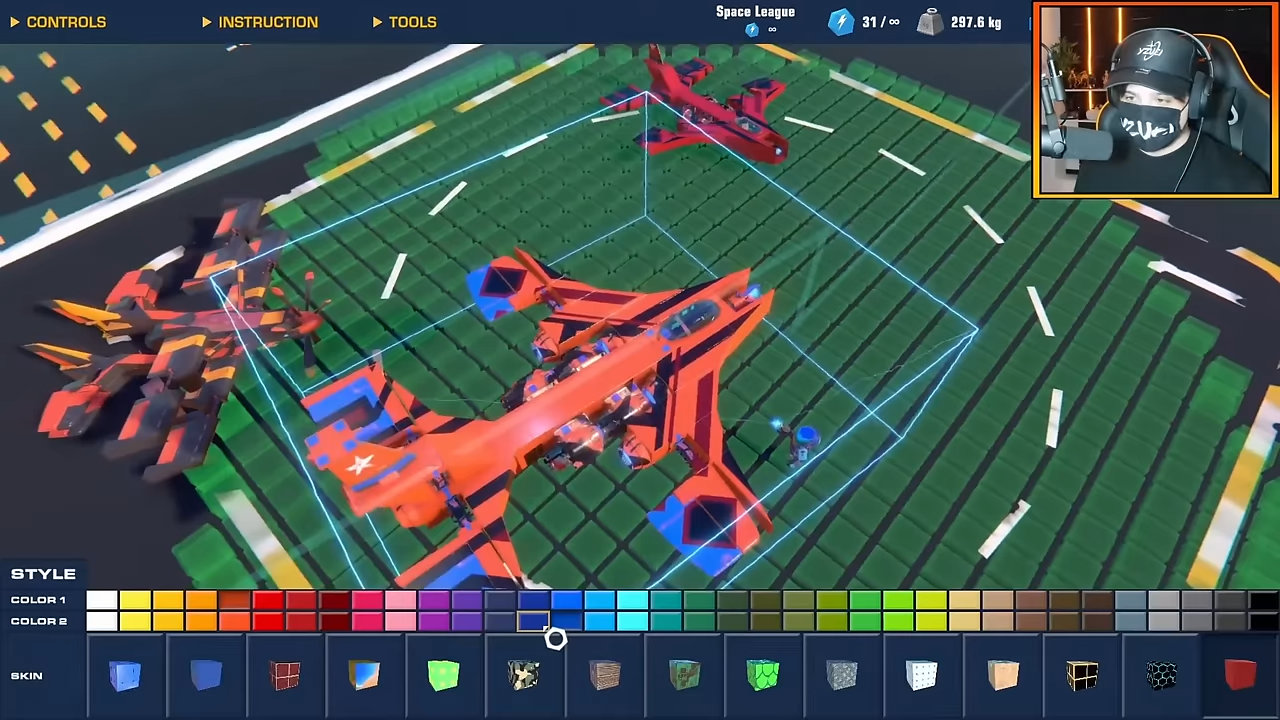 CONTROLS
INSTRUCTION
TOOLS
Space League
∞
31 / ∞
297.6 kg
STYLE
COLOR 1
COLOR 2
SKIN